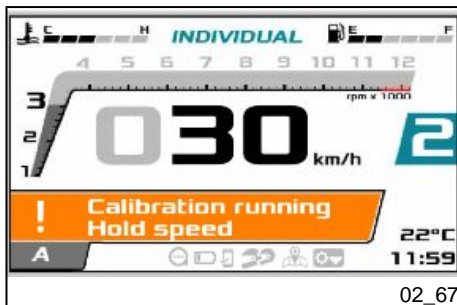 C H INDIVIDUAL E F
4 5 6 7 8 9 10 11 12
rpm x 1000
3
2
1
030 km/h 2
! Calibration running
Hold speed
22°C
A 11:59
02_67